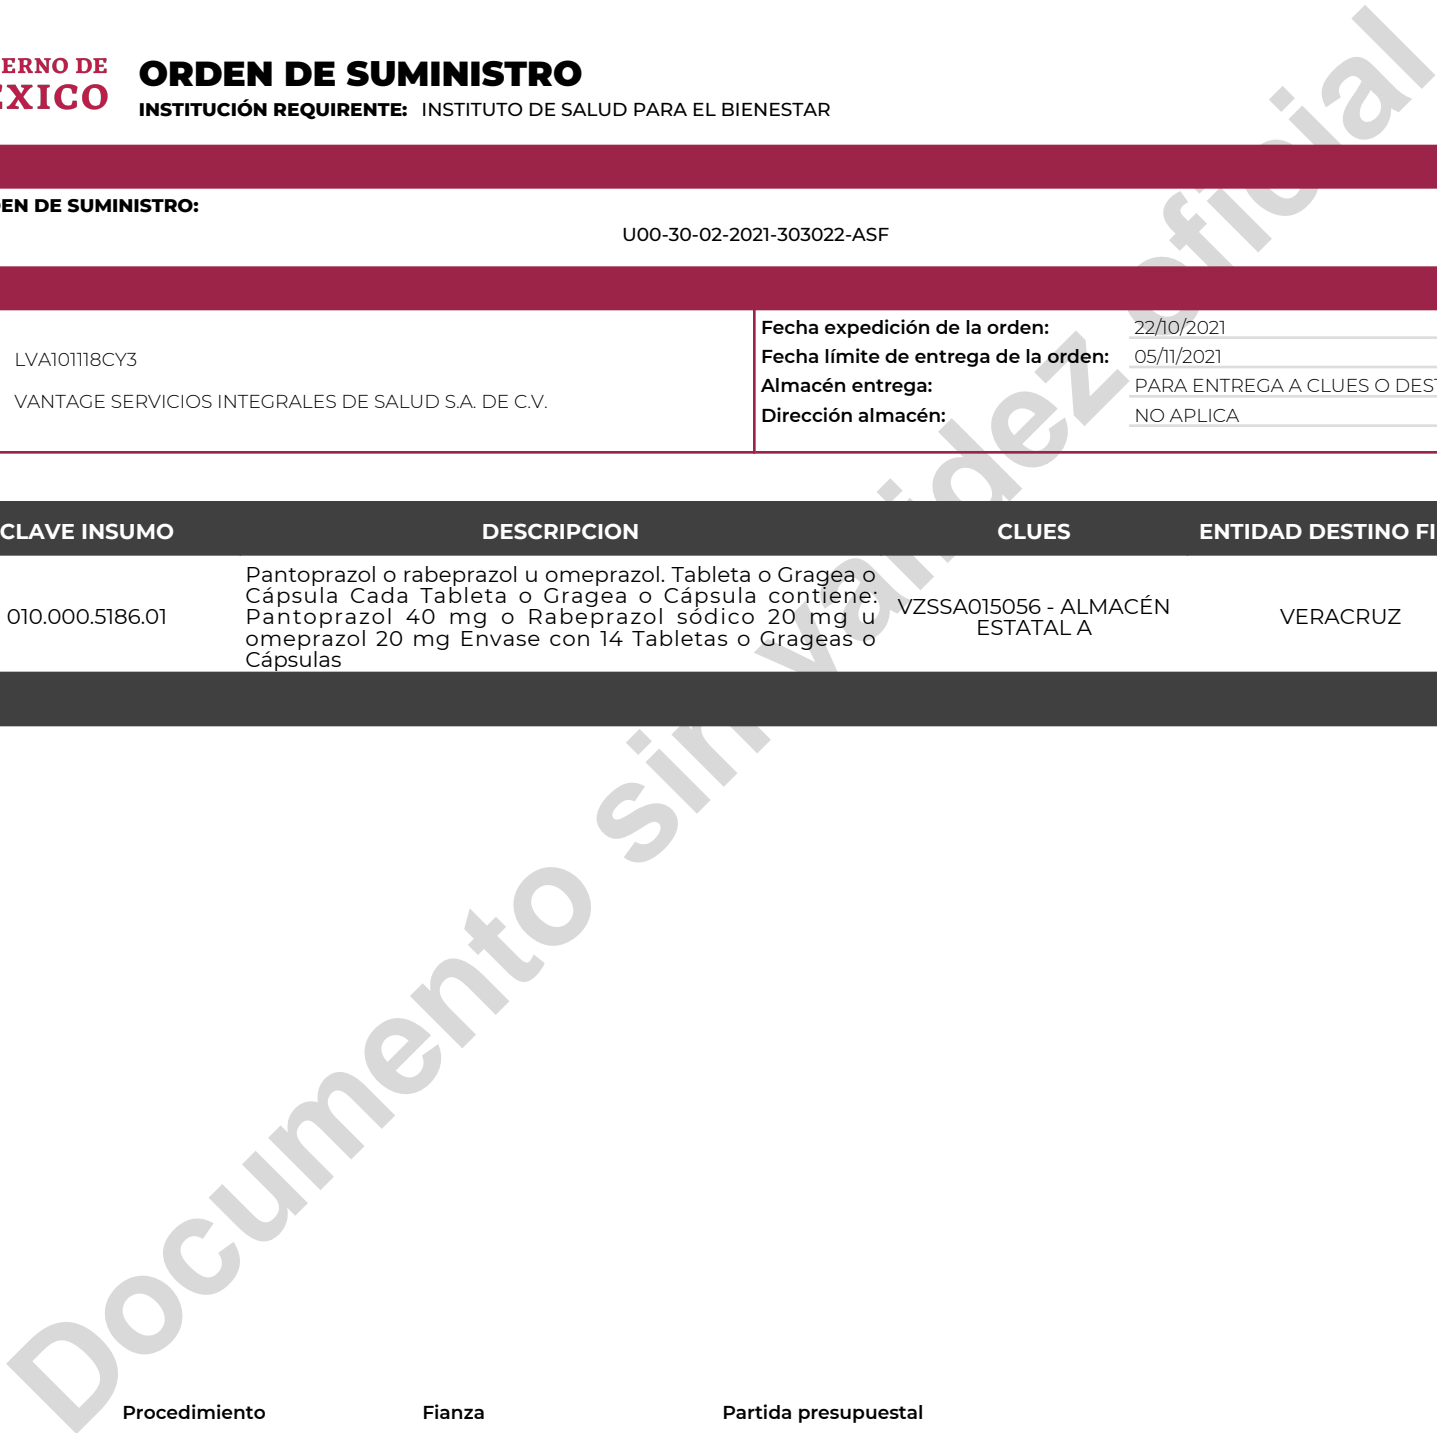 ERNO DE
EXICO
ORDEN DE SUMINISTRO
INSTITUCIÓN REQUIRENTE: INSTITUTO DE SALUD PARA EL BIENESTAR
EN DE SUMINISTRO:
U00-30-02-2021-303022-ASF
LVA101118CY3
VANTAGE SERVICIOS INTEGRALES DE SALUD S.A. DE C.V.
Fecha expedición de la orden: 22/10/2021
Fecha límite de entrega de la orden: 05/11/2021
Almacén entrega: PARA ENTREGA A CLUES O DEST
Dirección almacén: NO APLICA
CLAVE INSUMO DESCRIPCION CLUES ENTIDAD DESTINO FI
010.000.5186.01
Pantoprazol o rabeprazol u omeprazol. Tableta o Gragea o
Cápsula Cada Tableta o Gragea o Cápsula contiene:
Pantoprazol 40 mg o Rabeprazol sódico 20 mg u
omeprazol 20 mg Envase con 14 Tabletas o Grageas o
Cápsulas
VZSSA015056 - ALMACÉN
ESTATAL A
VERACRUZ
Documento sin validez oficial
Procedimiento Fianza Partida presupuestal